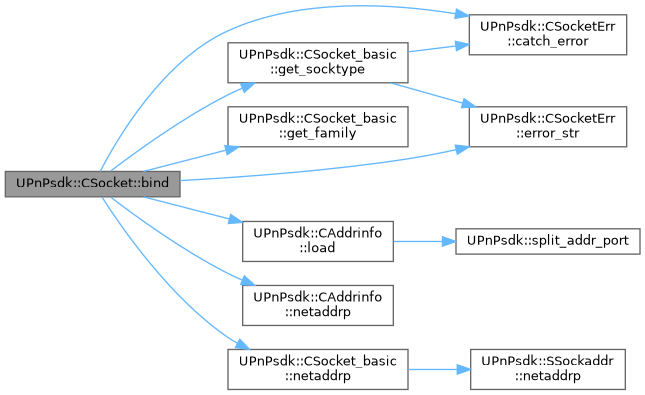 UPnPsdk::CSocketErr
::catch_error
UPnPsdk::CSocket_basic
::get_socktype
UPnPsdk::CSocket_basic
::get_family
UPnPsdk::CSocketErr
::error_str
UPnPsdk::CSocket::bind
UPnPsdk::CAddrinfo
::load
UPnPsdk::split_addr_port
UPnPsdk::CAddrinfo
::netaddrp
UPnPsdk::CSocket_basic
::netaddrp
UPnPsdk::SSockaddr
::netaddrp